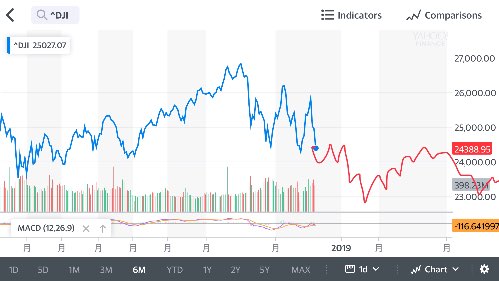 ^DJI
Indicators
Comparisons
^DJI 25027.07
YAHOO!
FINANCE
27,000.00
26,000.00
25,000.00
24388.95
24,000.00
398.23M
23,000.00
MACD (12,26,9)
-116.641997
月 月 月 月 月 月 2019 月 月
1D 5D 1M 3M 6M YTD 1Y 2Y 5Y MAX 1d Chart